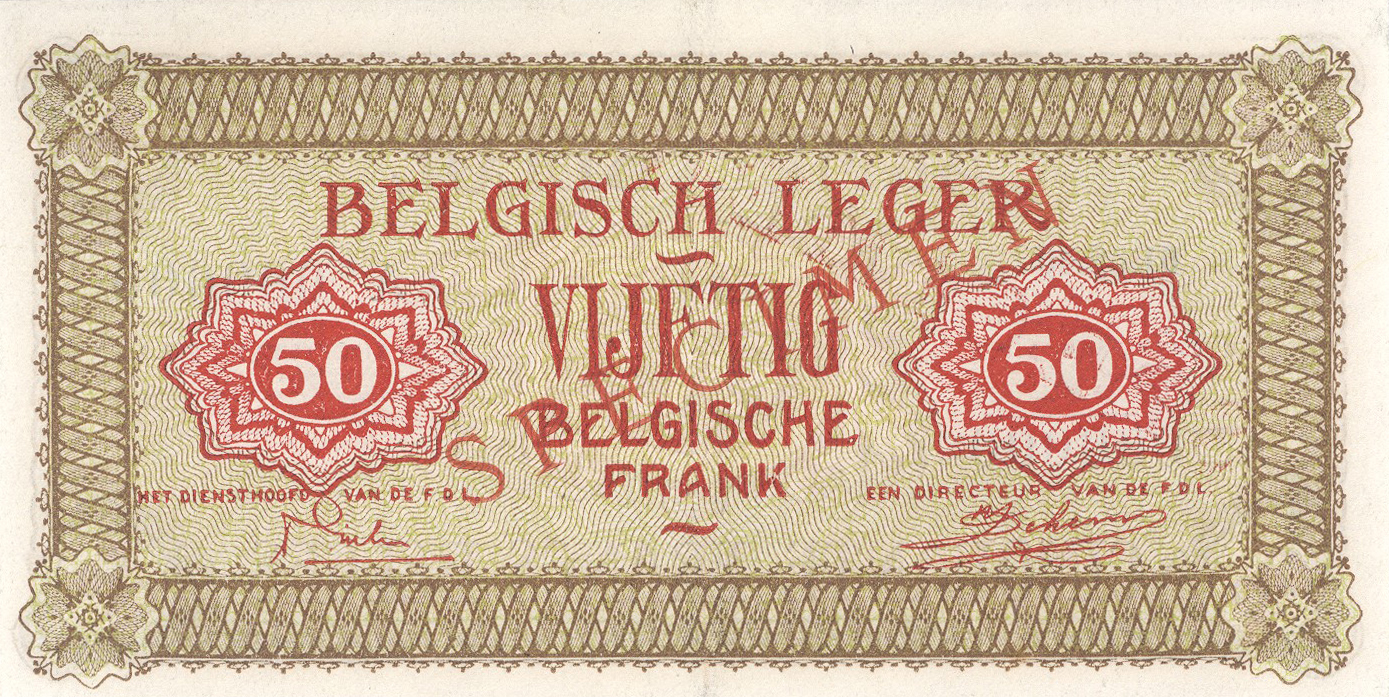 BELGISCH LEGER
VIJFTIG
50
50
BELGISCHE
FRANK
SPECIMEN
HET DIENSTHOOFD VAN DE F D L
EEN DIRECTEUR VAN DE F D L